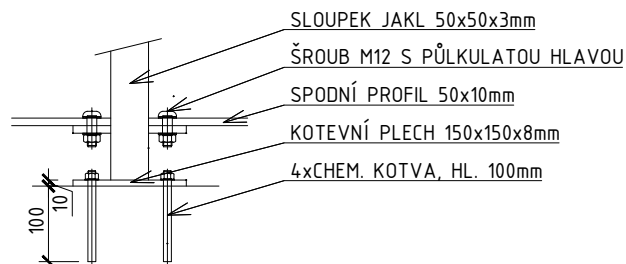 SLOUPEK JAKL 50x50x3mm
ŠROUB M12 S PŮLKULATOU HLAVOU
SPODNÍ PROFIL 50x10mm
KOTEVNÍ PLECH 150x150x8mm
4xCHEM. KOTVA, HL. 100mm
10
100